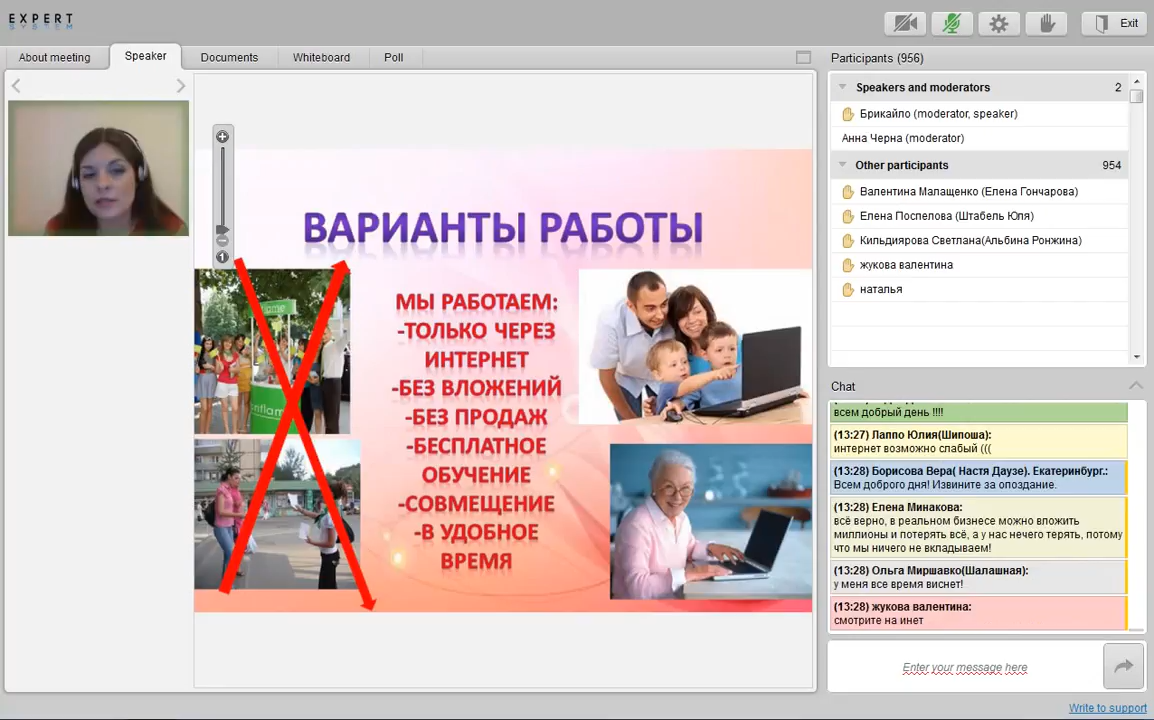 EXPERT
SYSTEM
Exit
About meeting
Speaker
Documents
Whiteboard
Poll
ВАРИАНТЫ РАБОТЫ
МЫ РАБОТАЕМ:
-ТОЛЬКО ЧЕРЕЗ
ИНТЕРНЕТ
-БЕЗ ВЛОЖЕНИЙ
-БЕЗ ПРОДАЖ
-БЕСПЛАТНОЕ
ОБУЧЕНИЕ
-СОВМЕЩЕНИЕ
-В УДОБНОЕ
ВРЕМЯ
Participants (956)
Speakers and moderators 2
Брикайло (moderator, speaker)
Анна Черна (moderator)
Other participants 954
Валентина Малащенко (Елена Гончарова)
Елена Поспелова (Штабель Юля)
Кильдиярова Светлана(Альбина Ронжина)
жукова валентина
наталья
Chat
всем добрый день !!!!
(13:27) Лаппо Юлия(Шипоша):
интернет возможно слабый (((
(13:28) Борисова Вера( Настя Даузе). Екатеринбург.:
Всем доброго дня! Извините за опоздание.
(13:28) Елена Минакова:
всё верно, в реальном бизнесе можно вложить
миллионы и потерять всё, а у нас нечего терять, потому
что мы ничего не вкладываем!
(13:28) Ольга Миршавко(Шалашная):
у меня все время виснет!
(13:28) жукова валентина:
смотрите на инет
Enter your message here
Write to support